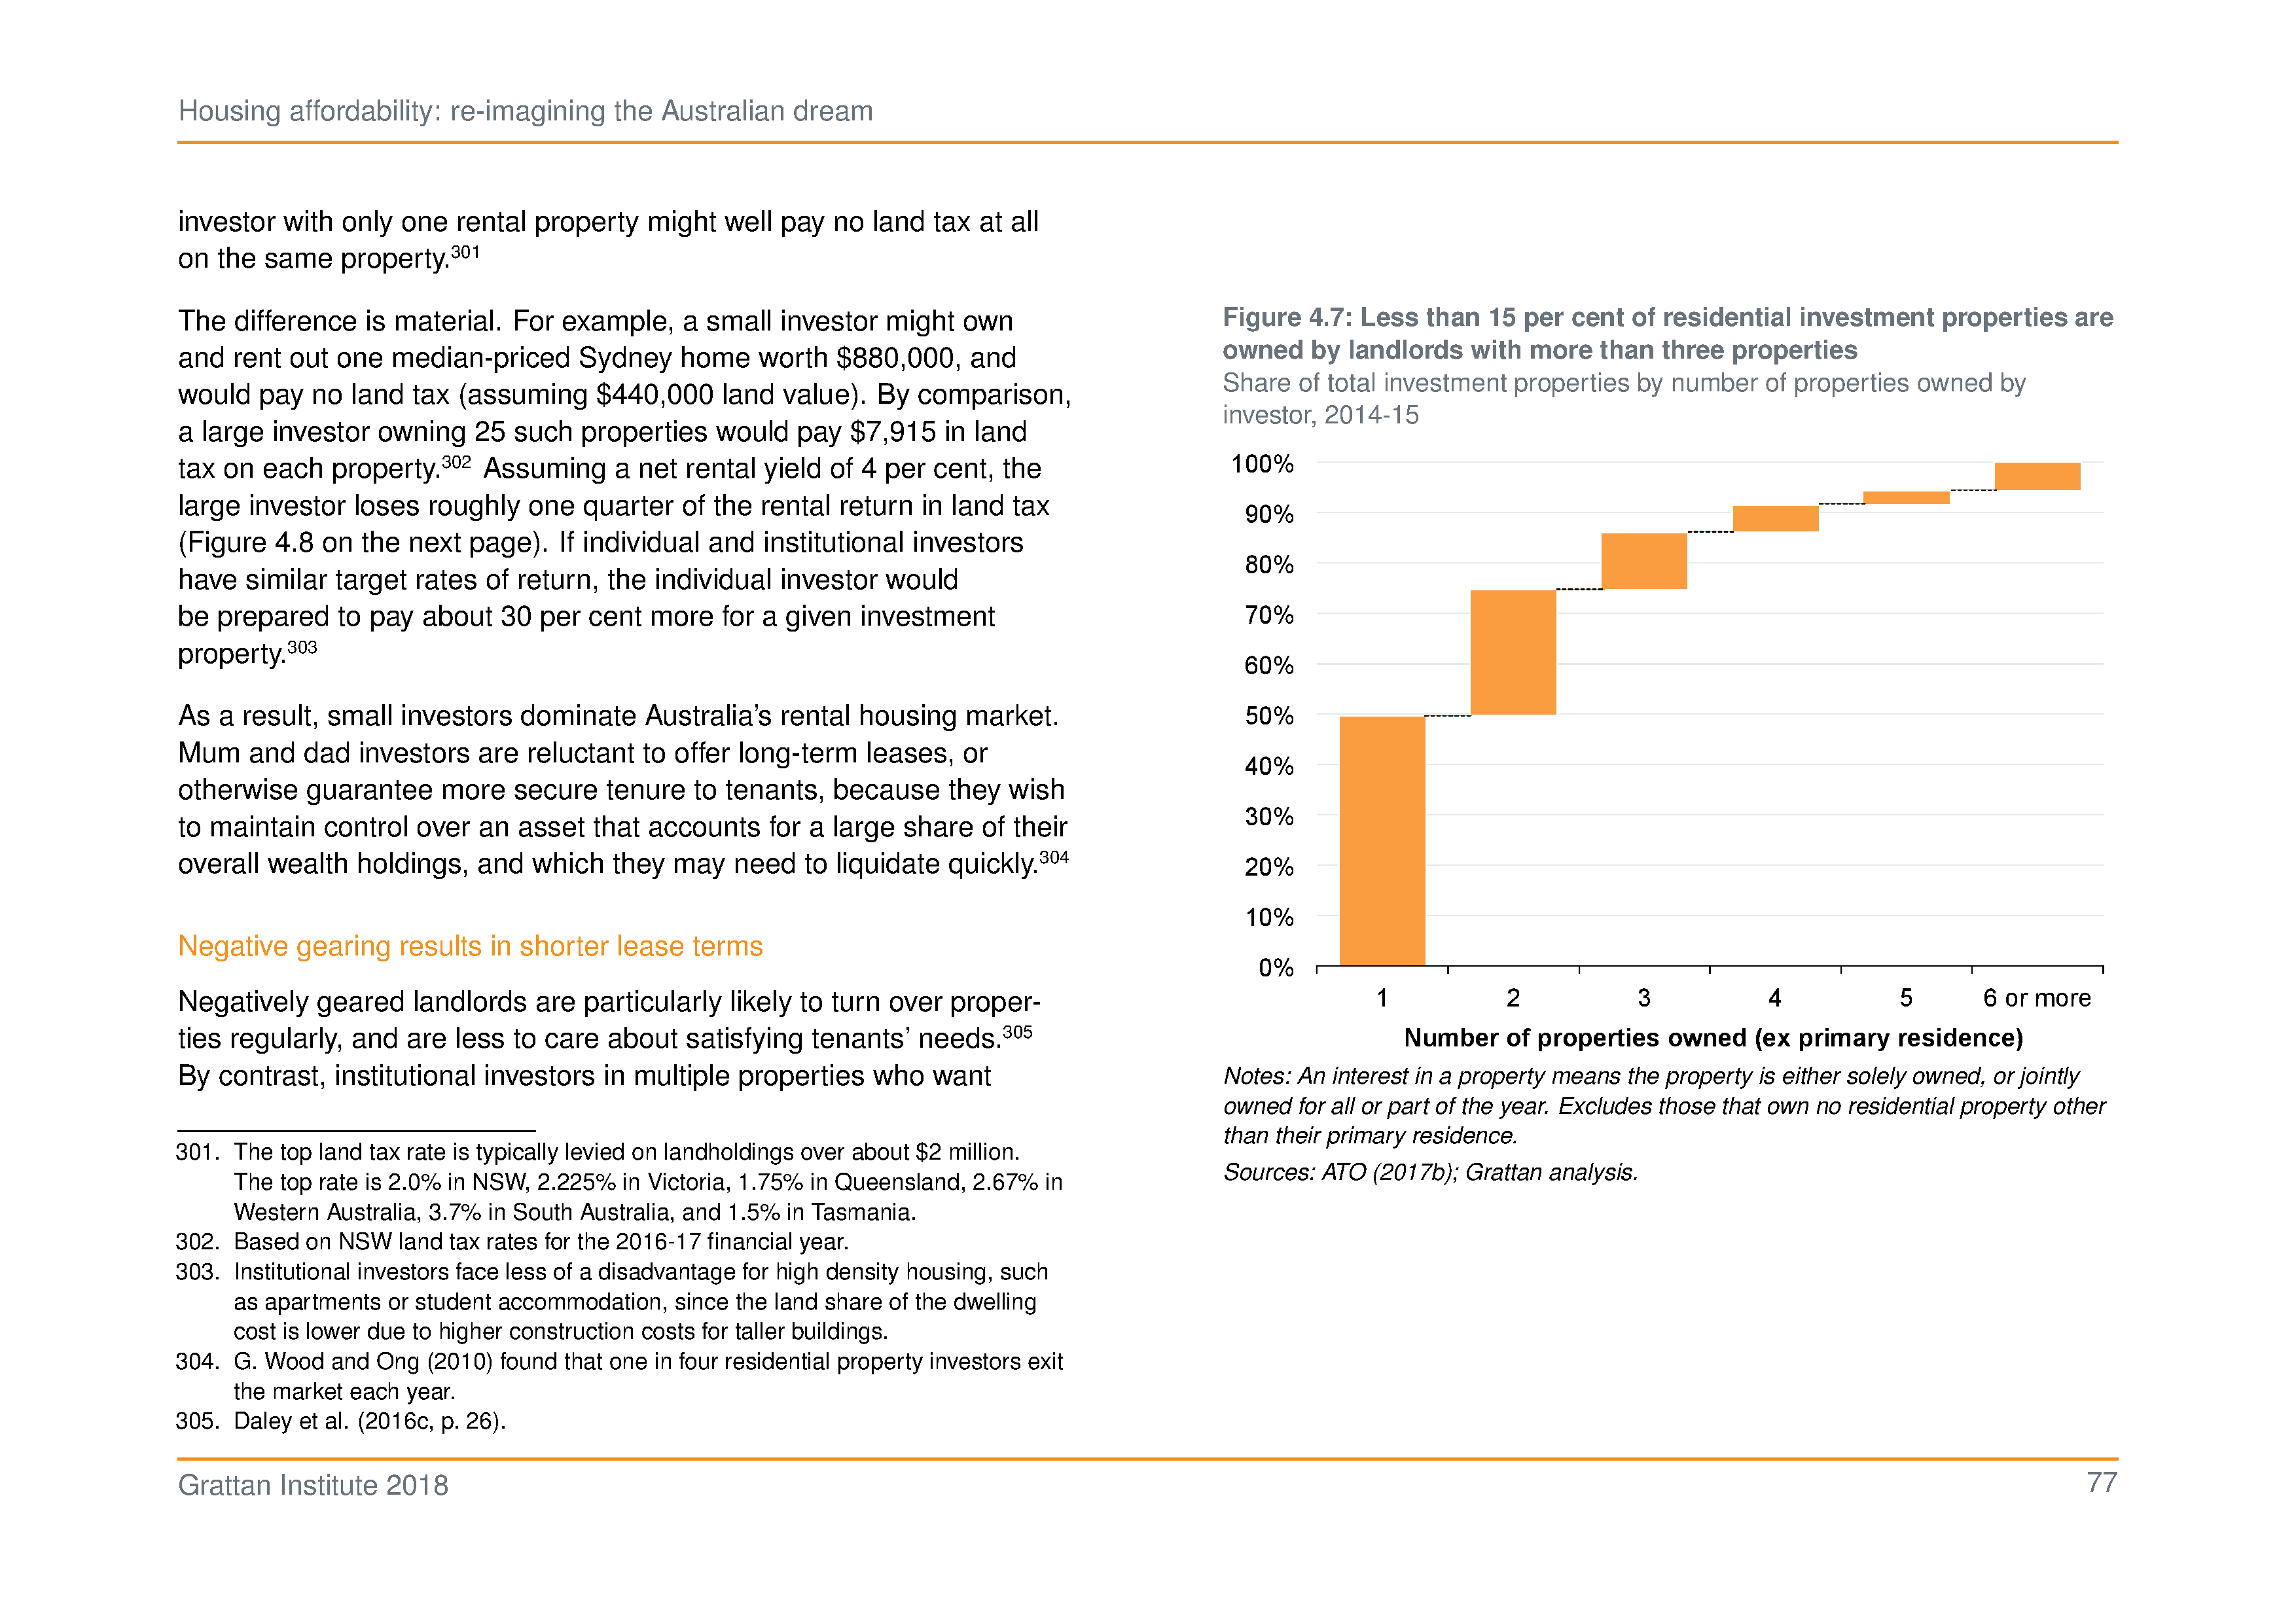 Housing affordability: re-imagining the Australian dream
investor with only one rental property might well pay no land tax at all
on the same property.301
The difference is material. For example, a small investor might own
and rent out one median-priced Sydney home worth $880,000, and
would pay no land tax (assuming $440,000 land value). By comparison,
a large investor owning 25 such properties would pay $7,915 in land
tax on each property.302 Assuming a net rental yield of 4 per cent, the
large investor loses roughly one quarter of the rental return in land tax
(Figure 4.8 on the next page). If individual and institutional investors
have similar target rates of return, the individual investor would
be prepared to pay about 30 per cent more for a given investment
property.303
As a result, small investors dominate Australia's rental housing market.
Mum and dad investors are reluctant to offer long-term leases, or
otherwise guarantee more secure tenure to tenants, because they wish
to maintain control over an asset that accounts for a large share of their
overall wealth holdings, and which they may need to liquidate quickly.304
Negative gearing results in shorter lease terms
Negatively geared landlords are particularly likely to turn over proper-
ties regularly, and are less to care about satisfying tenants' needs.305
By contrast, institutional investors in multiple properties who want
301. The top land tax rate is typically levied on landholdings over about $2 million.
The top rate is 2.0% in NSW, 2.225% in Victoria, 1.75% in Queensland, 2.67% in
Western Australia, 3.7% in South Australia, and 1.5% in Tasmania.
302. Based on NSW land tax rates for the 2016-17 financial year.
303. Institutional investors face less of a disadvantage for high density housing, such
as apartments or student accommodation, since the land share of the dwelling
cost is lower due to higher construction costs for taller buildings.
304. G. Wood and Ong (2010) found that one in four residential property investors exit
the market each year.
305. Daley et al. (2016c, p. 26).
Figure 4.7: Less than 15 per cent of residential investment properties are
owned by landlords with more than three properties
Share of total investment properties by number of properties owned by
investor, 2014-15
100%
90%
80%
70%
60%
50%
40%
30%
20%
10%
0%
1 2 3 4 5 6 or more
Number of properties owned (ex primary residence)
Notes: An interest in a property means the property is either solely owned, or jointly
owned for all or part of the year. Excludes those that own no residential property other
than their primary residence.
Sources: ATO (2017b); Grattan analysis.
Grattan Institute 2018
77